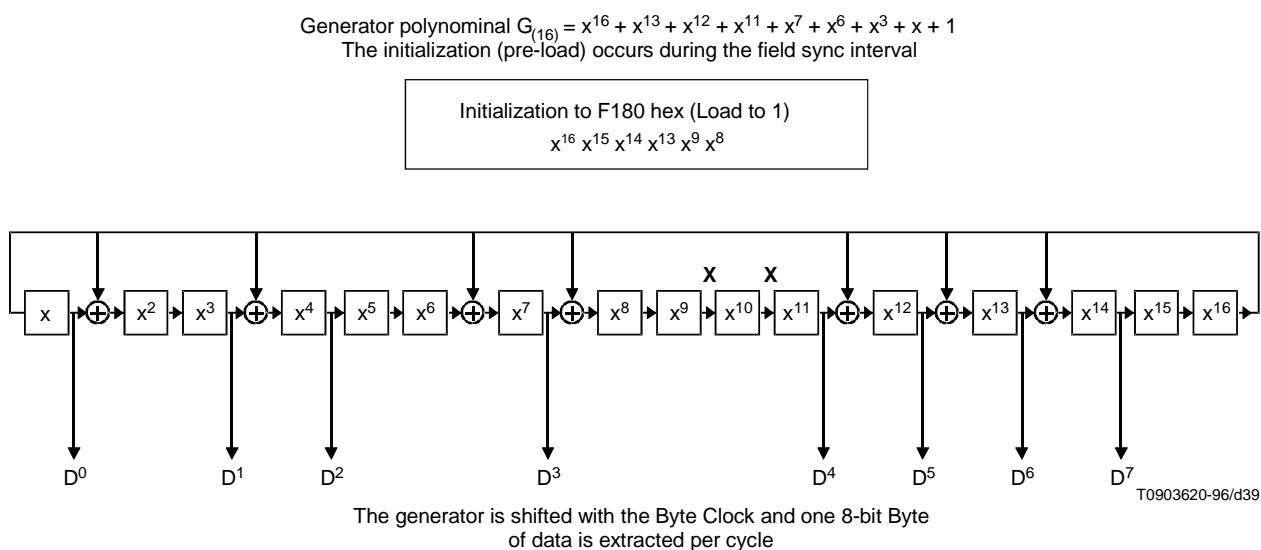 Generator polynominal G₍₁₆₎ = x¹⁶ + x¹³ + x¹² + x¹¹ + x⁷ + x⁶ + x³ + x + 1
The initialization (pre-load) occurs during the field sync interval
Initialization to F180 hex (Load to 1)
x¹⁶ x¹⁵ x¹⁴ x¹³ x⁹ x⁸
X X
x x² x³ x⁴ x⁵ x⁶ x⁷ x⁸ x⁹ x¹⁰ x¹¹ x¹² x¹³ x¹⁴ x¹⁵ x¹⁶
D⁰ D¹ D² D³ D⁴ D⁵ D⁶ D⁷
T0903620-96/d39
The generator is shifted with the Byte Clock and one 8-bit Byte
of data is extracted per cycle